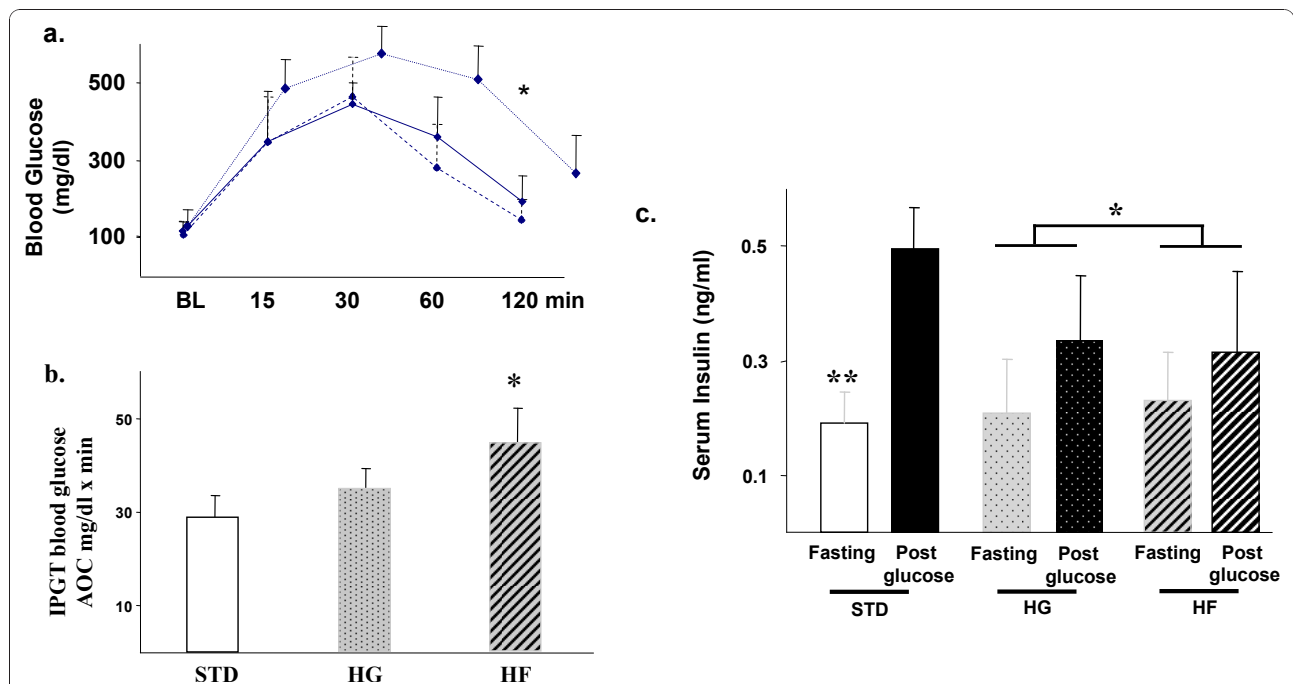 a.
Blood Glucose
(mg/dl)
500
300
100
*
BL 15 30 60 120 min
b.
IPGT blood glucose
AOC mg/dl x min
50
30
10
*
STD HG HF
c.
Serum Insulin (ng/ml)
0.5
0.3
0.1
**
*
Fasting Post Fasting Post Fasting Post
glucose glucose glucose
STD HG HF